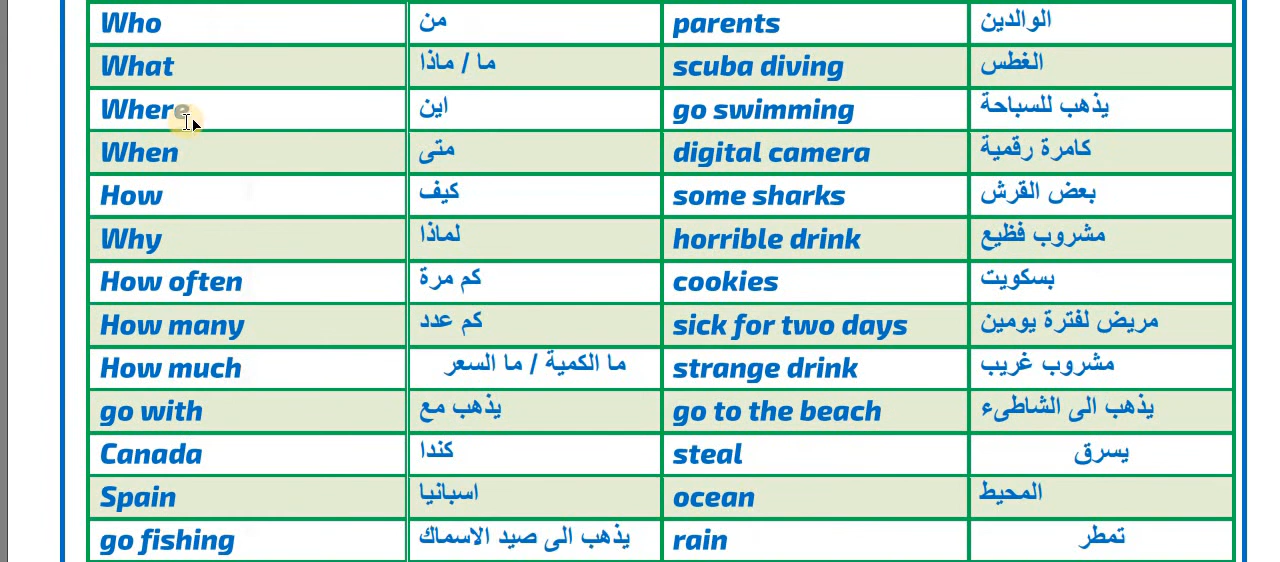 Who من parents الوالدين
What ما / ماذا scuba diving الغطس
Where اين go swimming يذهب للسباحة
When متى digital camera كامرة رقمية
How كيف some sharks بعض القرش
Why لماذا horrible drink مشروب فظيع
How often كم مرة cookies بسكويت
How many كم عدد sick for two days مريض لفترة يومين
How much ما الكمية / ما السعر strange drink مشروب غريب
go with يذهب مع go to the beach يذهب الى الشاطىء
Canada كندا steal يسرق
Spain اسبانيا ocean المحيط
go fishing يذهب الى صيد الاسماك rain تمطر